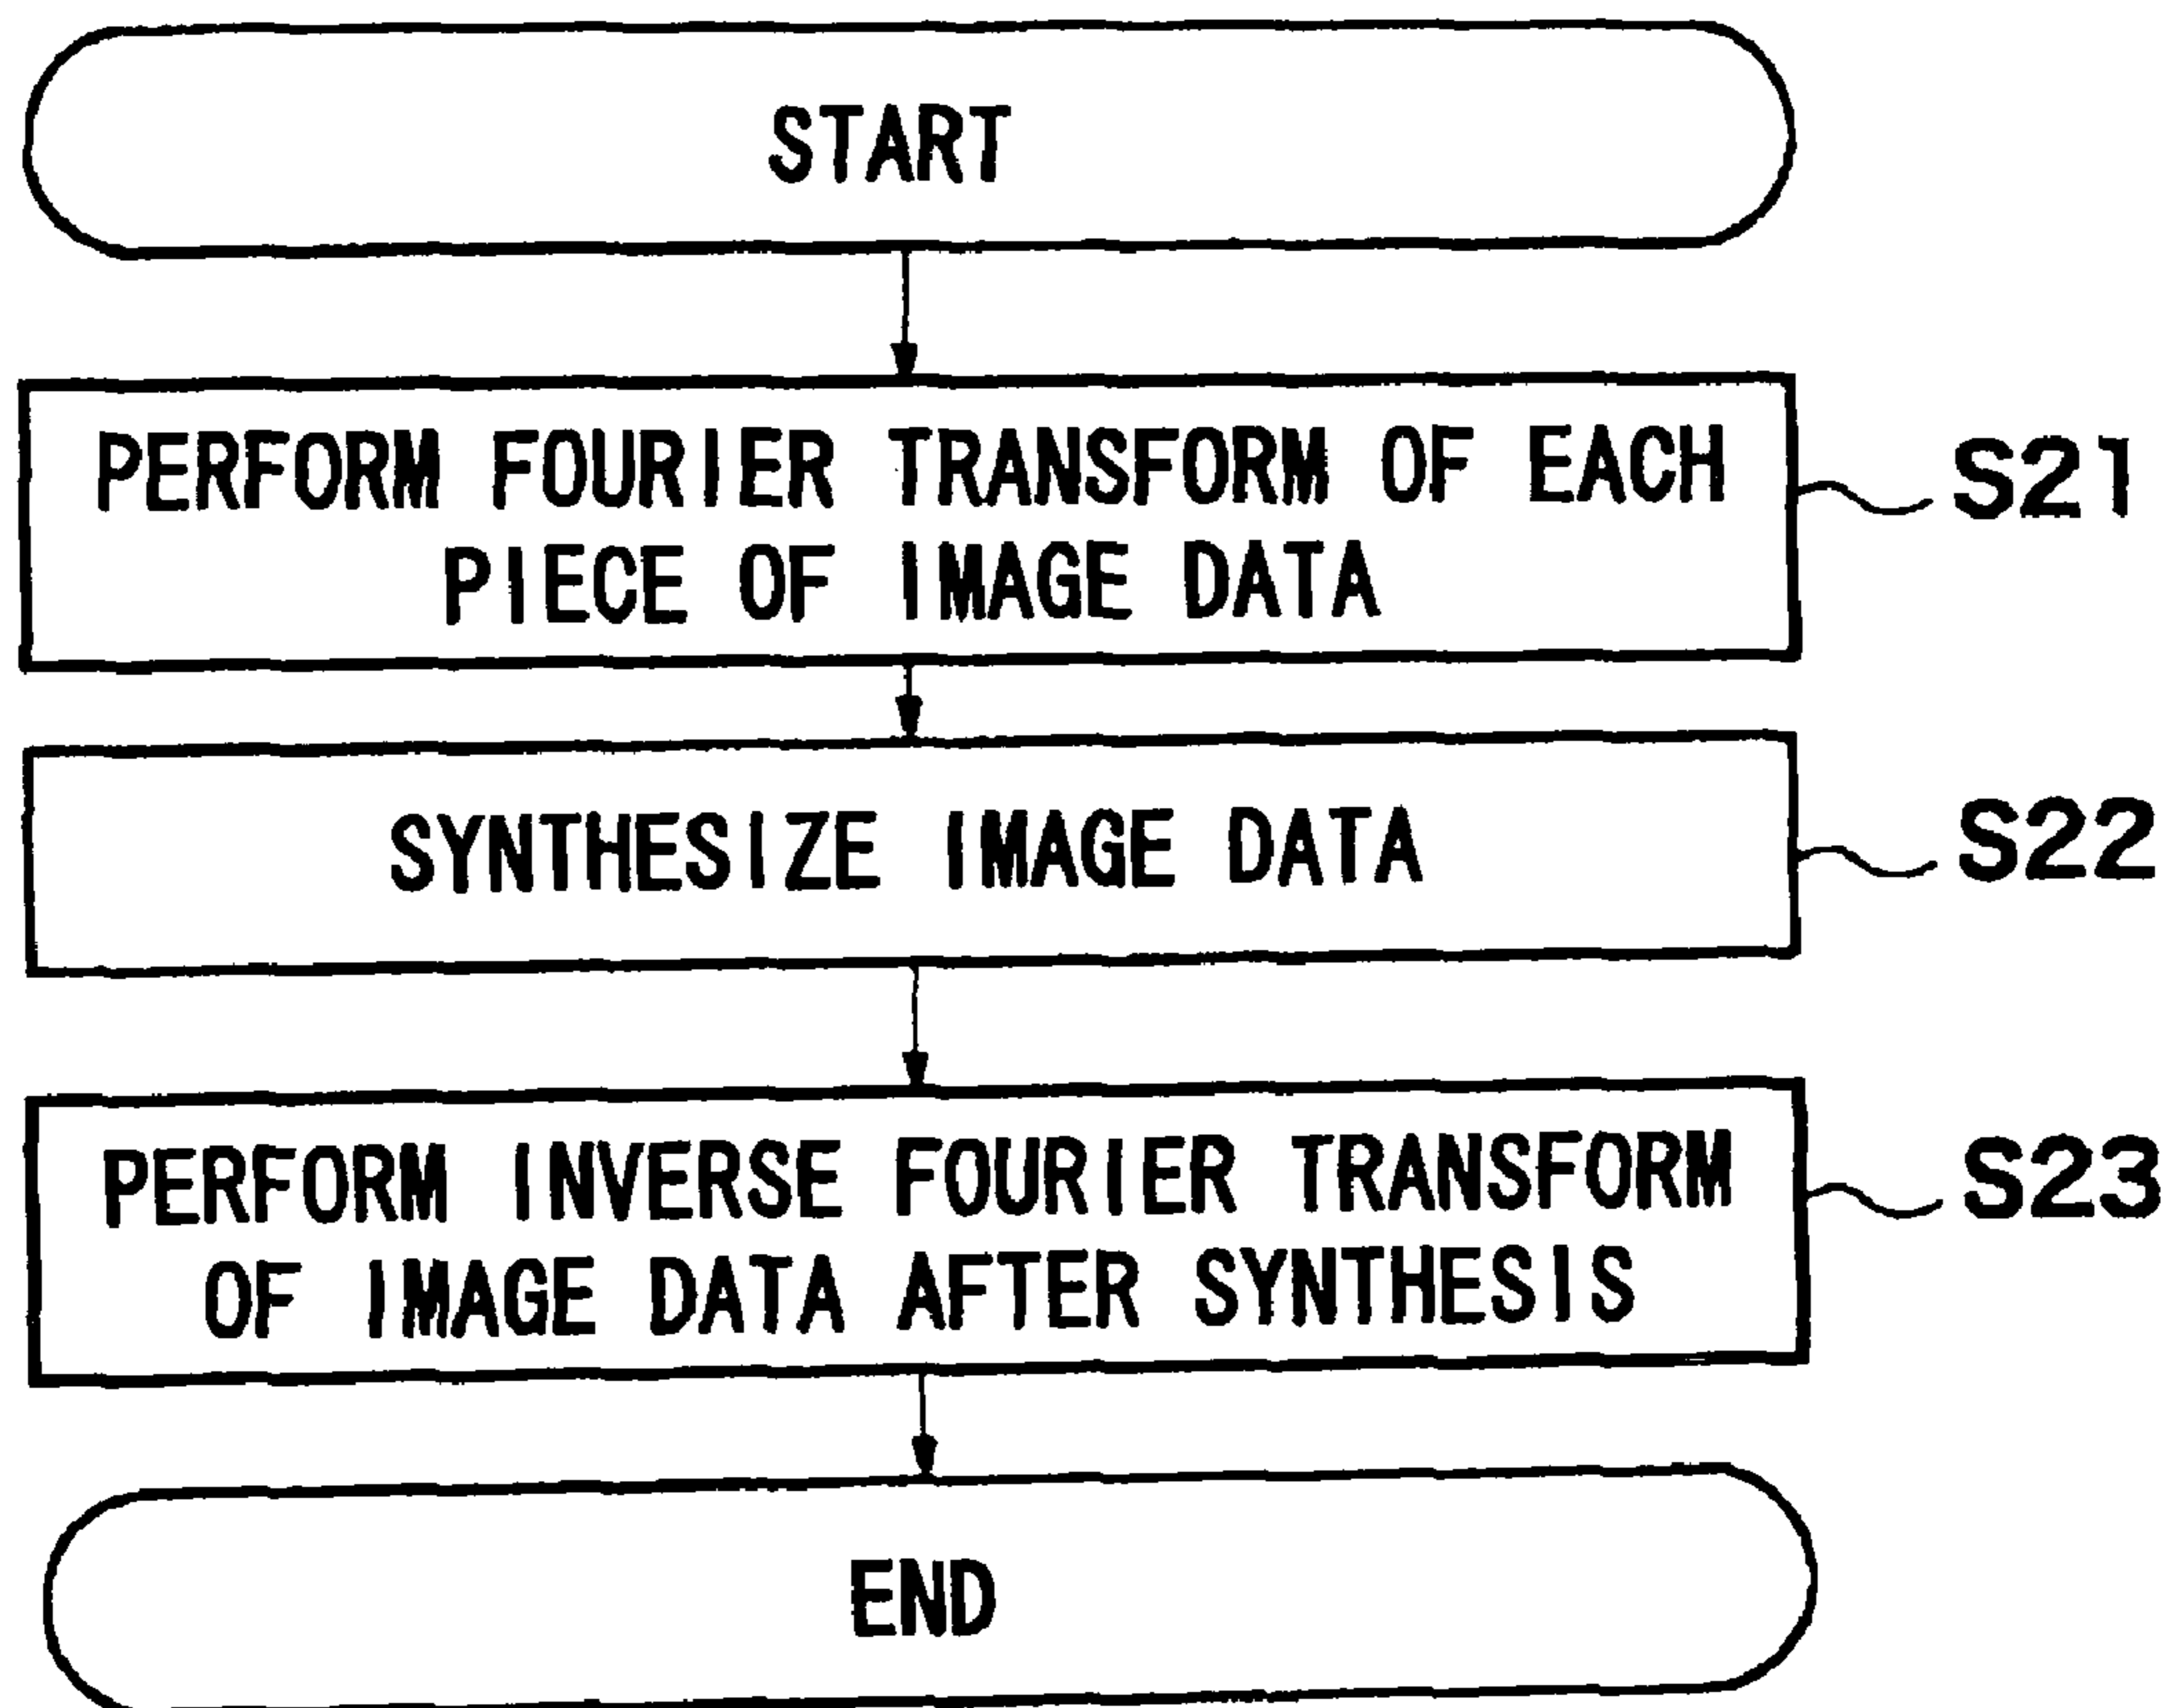 START
PERFORM FOURIER TRANSFORM OF EACH
PIECE OF IMAGE DATA
S21
SYNTHESIZE IMAGE DATA
S22
PERFORM INVERSE FOURIER TRANSFORM
OF IMAGE DATA AFTER SYNTHESIS
S23
END